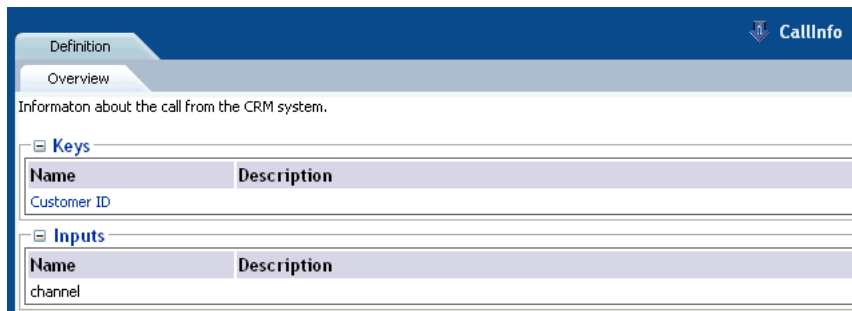 CallInfo
Definition
Overview
Informaton about the call from the CRM system.
Keys
Name Description
Customer ID
Inputs
Name Description
channel